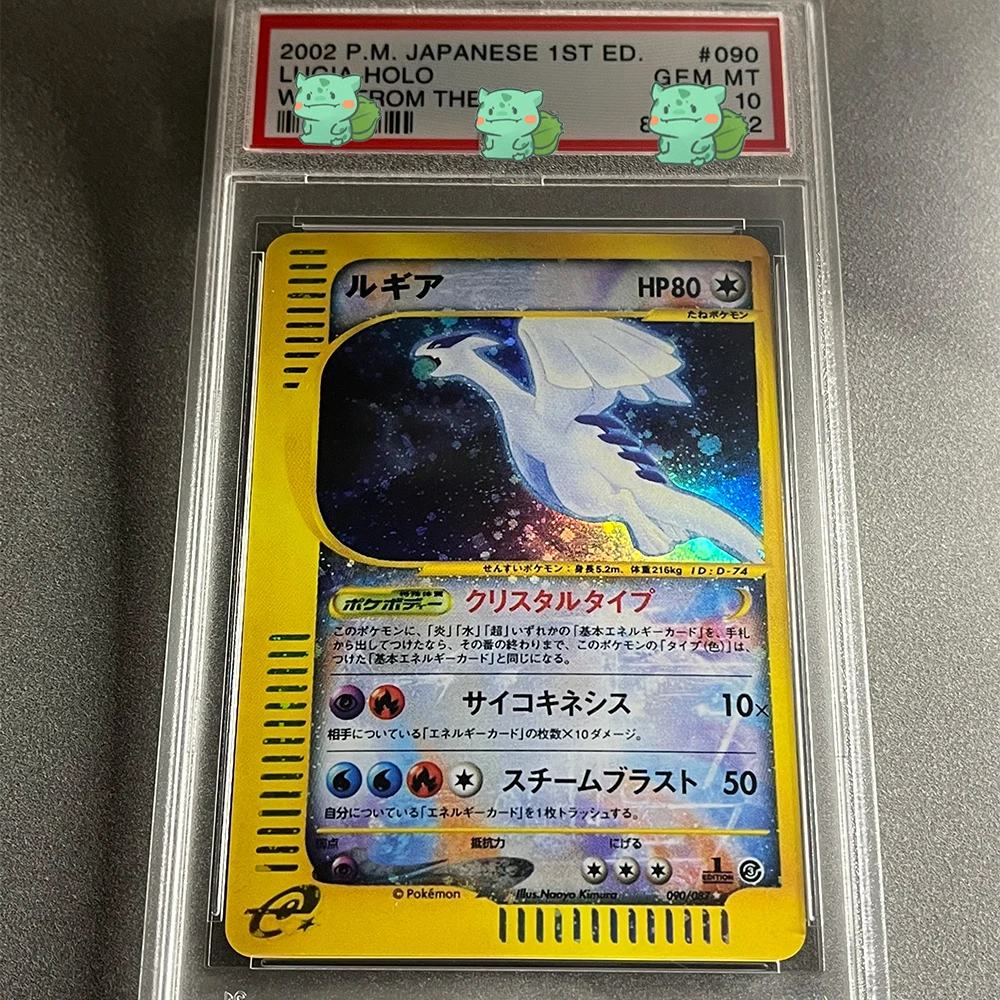 2002 P.M. JAPANESE 1ST ED. #090
LUGIA HOLO GEM MT
FROM THE 10
ルギア HP80
たねポケモン
せんすいポケモン：身長5.2m、体重216kg ID:D-74
特殊体質
ポケボディー クリスタルタイプ
このポケモンに、「炎」「水」「超」いずれかの「基本エネルギーカード」を、手札
から出してつけたなら、その番の終わりまで、このポケモンの「タイプ(色)」は、
つけた「基本エネルギーカード」と同じになる。
サイコキネシス 10×
相手についている「エネルギーカード」の枚数×10ダメージ。
スチームブラスト 50
自分についている「エネルギーカード」を1枚トラッシュする。
弱点 抵抗力 にげる
1
EDITION
© Pokémon Illus.Naoyo Kimura 090/087
e